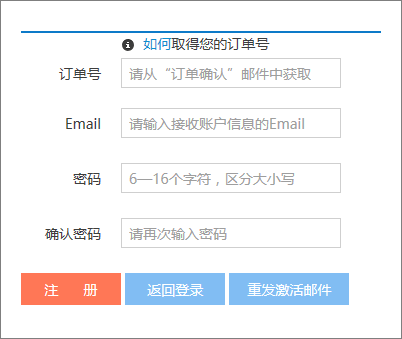 如何取得您的订单号
订单号 请从“订单确认”邮件中获取
Email 请输入接收账户信息的Email
密码 6—16个字符，区分大小写
确认密码 请再次输入密码
注 册 返回登录 重发激活邮件